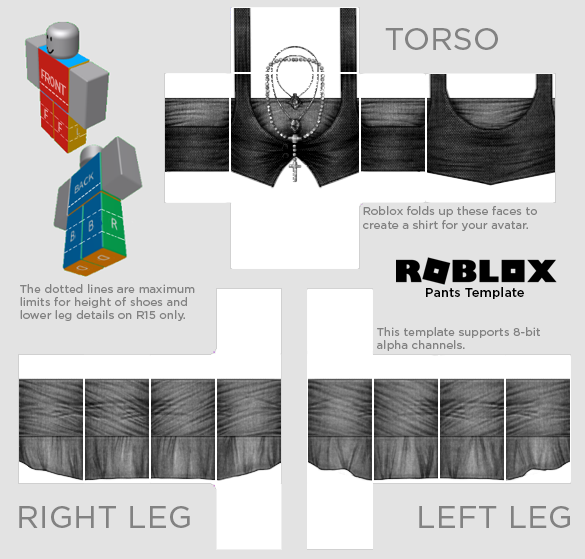 TORSO
FRONT
F F L
BACK
B B R
Roblox folds up these faces to
create a shirt for your avatar.
ROBLOX
Pants Template
The dotted lines are maximum
limits for height of shoes and
lower leg details on R15 only.
This template supports 8-bit
alpha channels.
RIGHT LEG
LEFT LEG